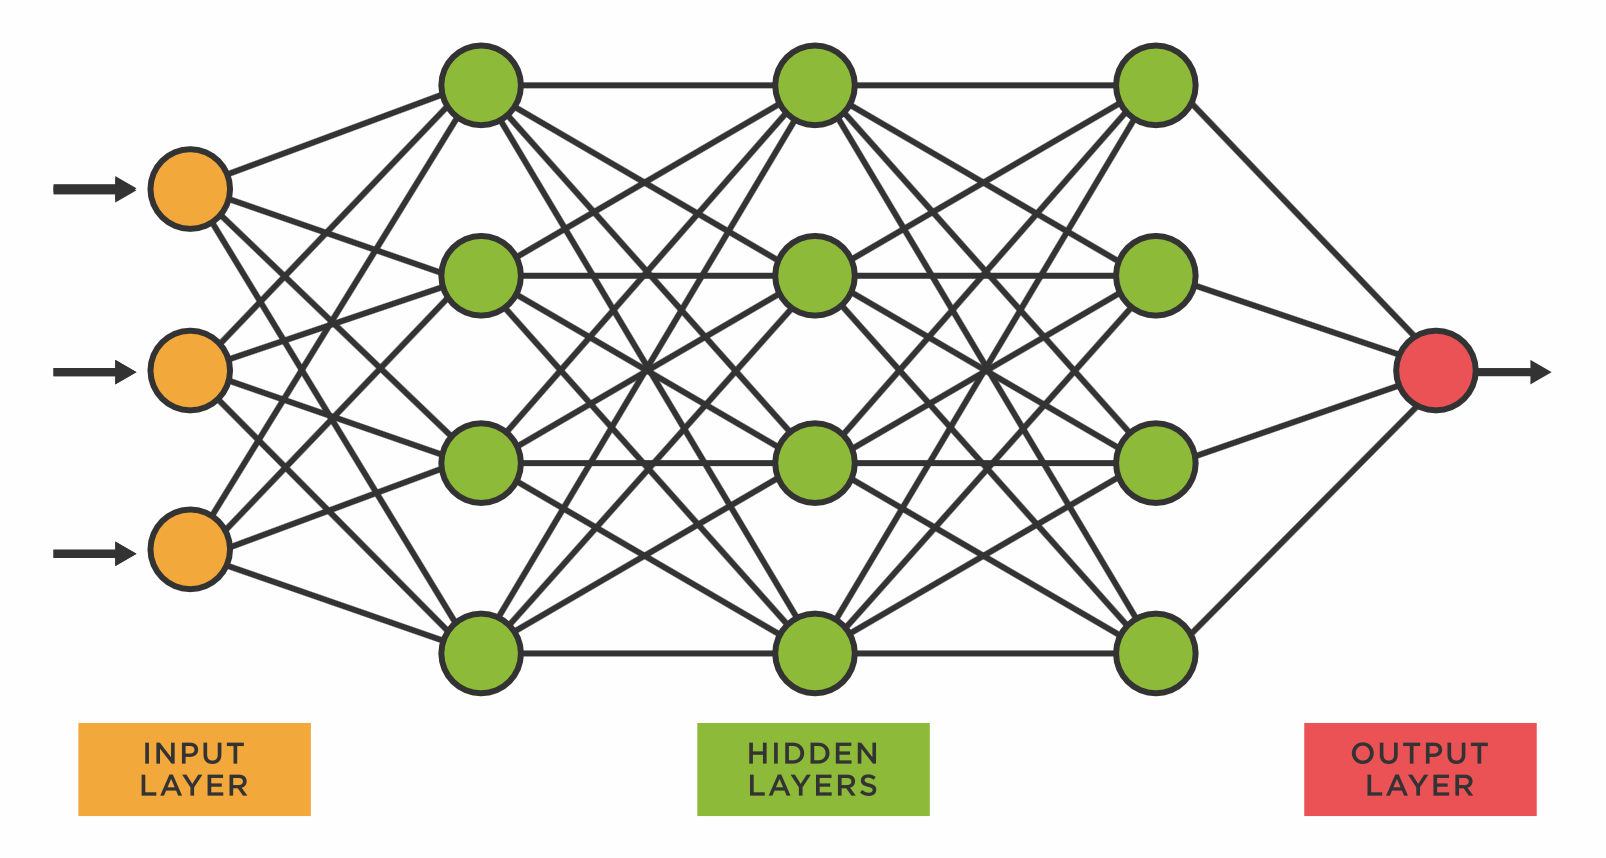 INPUT
LAYER
HIDDEN
LAYERS
OUTPUT
LAYER